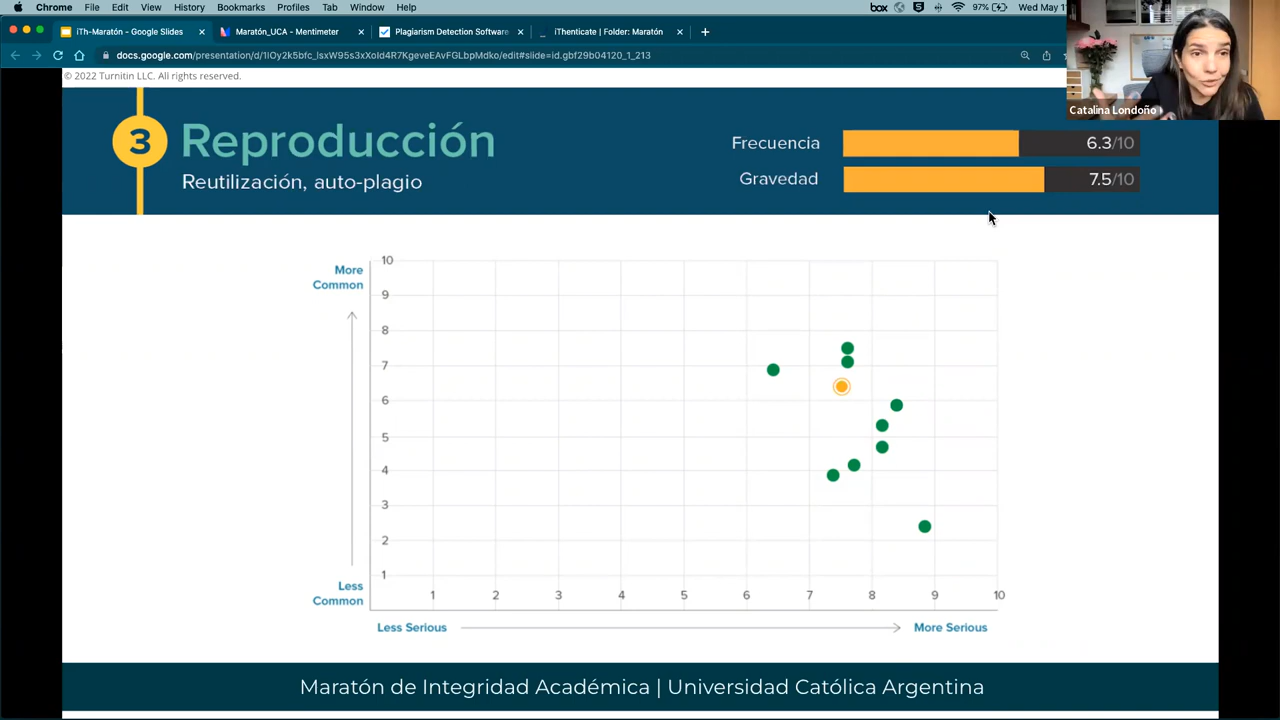 Chrome File Edit View History Bookmarks Profiles Tab Window Help
box 97% Wed May 1
iTh-Maratón - Google Slides
Maratón_UCA - Mentimeter
Plagiarism Detection Software
iThenticate | Folder: Maratón
docs.google.com/presentation/d/1IOy2k5bfc_IsxW95s3xXoId4R7KgeveEAvFGLbpMdko/edit#slide=id.gbf29b04120_1_213
Catalina Londoño
© 2022 Turnitin LLC. All rights reserved.
3
Reproducción
Reutilización, auto-plagio
Frecuencia 6.3/10
Gravedad 7.5/10
More
Common
10
9
8
7
6
5
4
3
2
1
Less
Common
1 2 3 4 5 6 7 8 9 10
Less Serious More Serious
Maratón de Integridad Académica | Universidad Católica Argentina